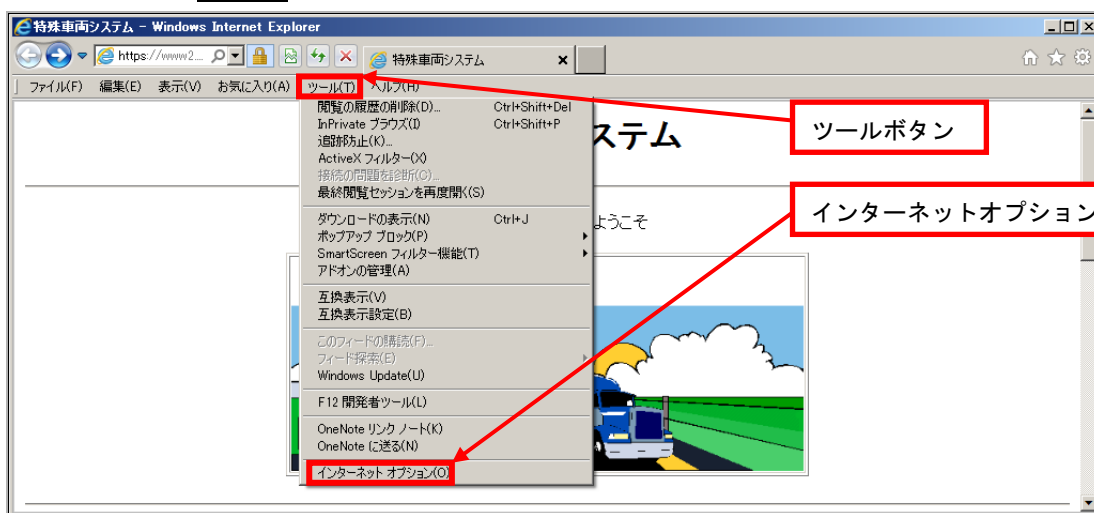 特殊車両システム - Windows Internet Explorer
https://www2...
特殊車両システム
ファイル(F) 編集(E) 表示(V) お気に入り(A) ツール(T) ヘルプ(H)
閲覧の履歴の削除(D)... Ctrl+Shift+Del
InPrivate ブラウズ(I) Ctrl+Shift+P
追跡防止(K)...
ActiveX フィルター(X)
接続の問題を診断(C)...
最終閲覧セッションを再度開く(S)
ダウンロードの表示(N) Ctrl+J
ポップアップ ブロック(P)
SmartScreen フィルター機能(T)
アドオンの管理(A)
互換表示(V)
互換表示設定(B)
このフィードの購読(F)...
フィード探索(E)
Windows Update(U)
F12 開発者ツール(L)
OneNote リンク ノート(K)
OneNote に送る(N)
インターネット オプション(O)
ステム
ようこそ
ツールボタン
インターネットオプション